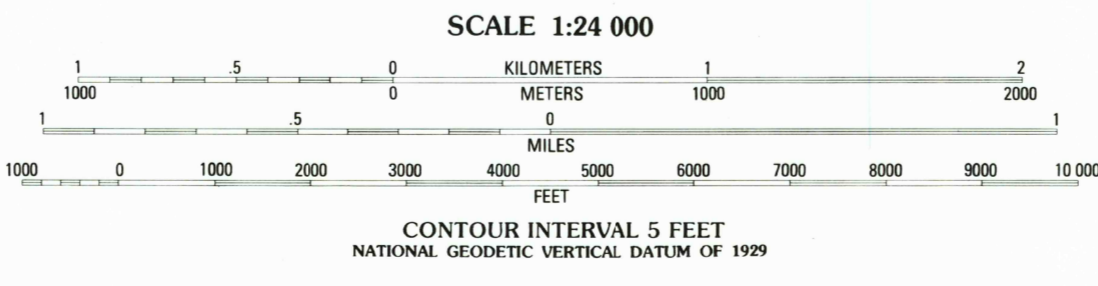 SCALE 1:24 000
1 .5 0 KILOMETERS 1 2
1000 0 METERS 1000 2000
1 .5 0 1
MILES
1000 0 1000 2000 3000 4000 5000 6000 7000 8000 9000 10 000
FEET
CONTOUR INTERVAL 5 FEET
NATIONAL GEODETIC VERTICAL DATUM OF 1929